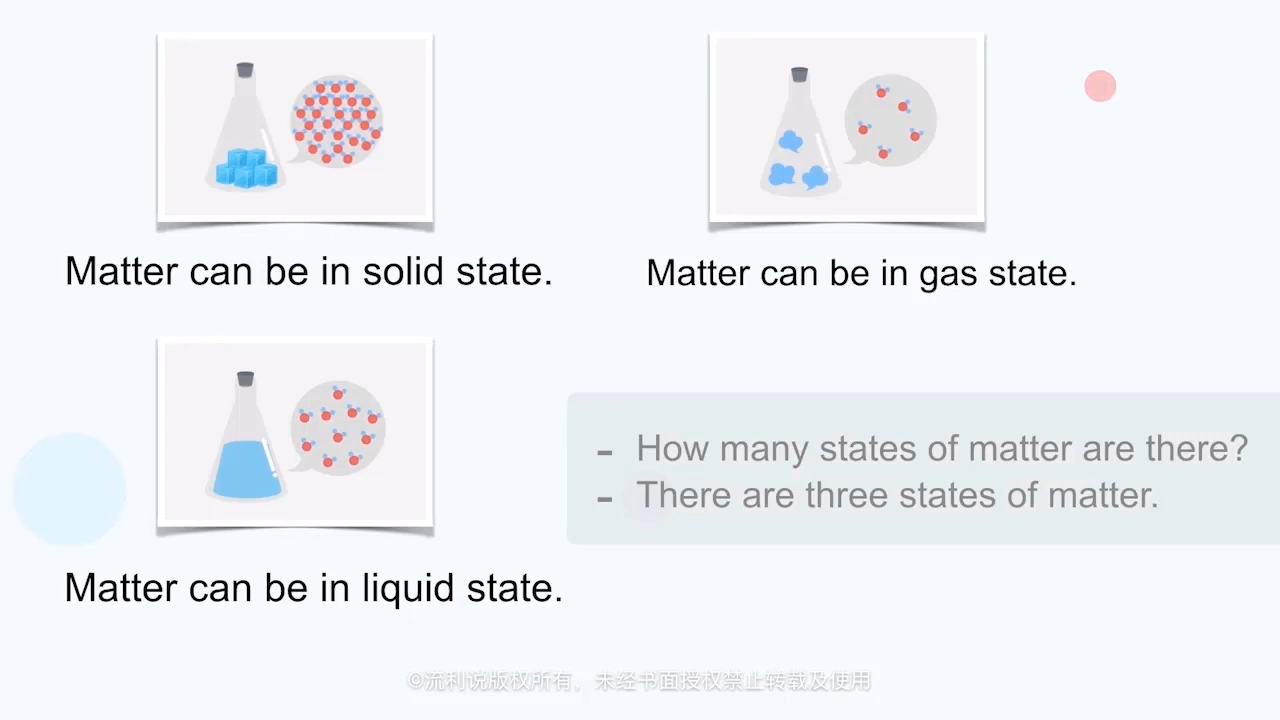 Matter can be in solid state.
Matter can be in gas state.
Matter can be in liquid state.
- How many states of matter are there?
- There are three states of matter.
©流利说版权所有，未经书面授权禁止转载及使用